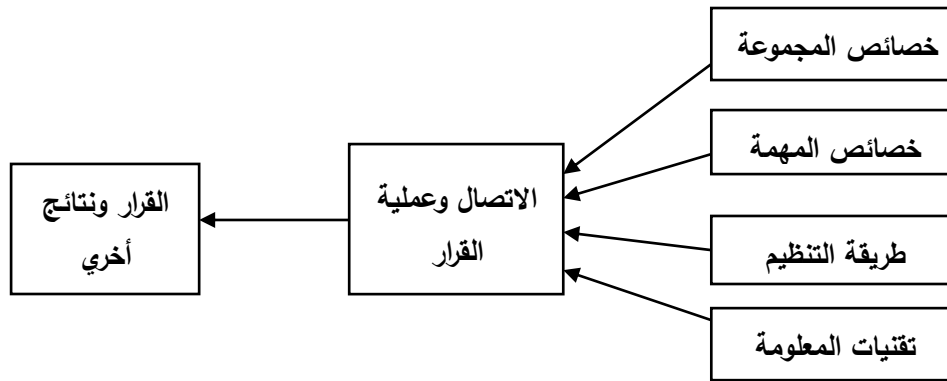 خصائص المجموعة
خصائص المهمة
طريقة التنظيم
تقنيات المعلومة
الاتصال وعملية
القرار
القرار ونتائج
أخري